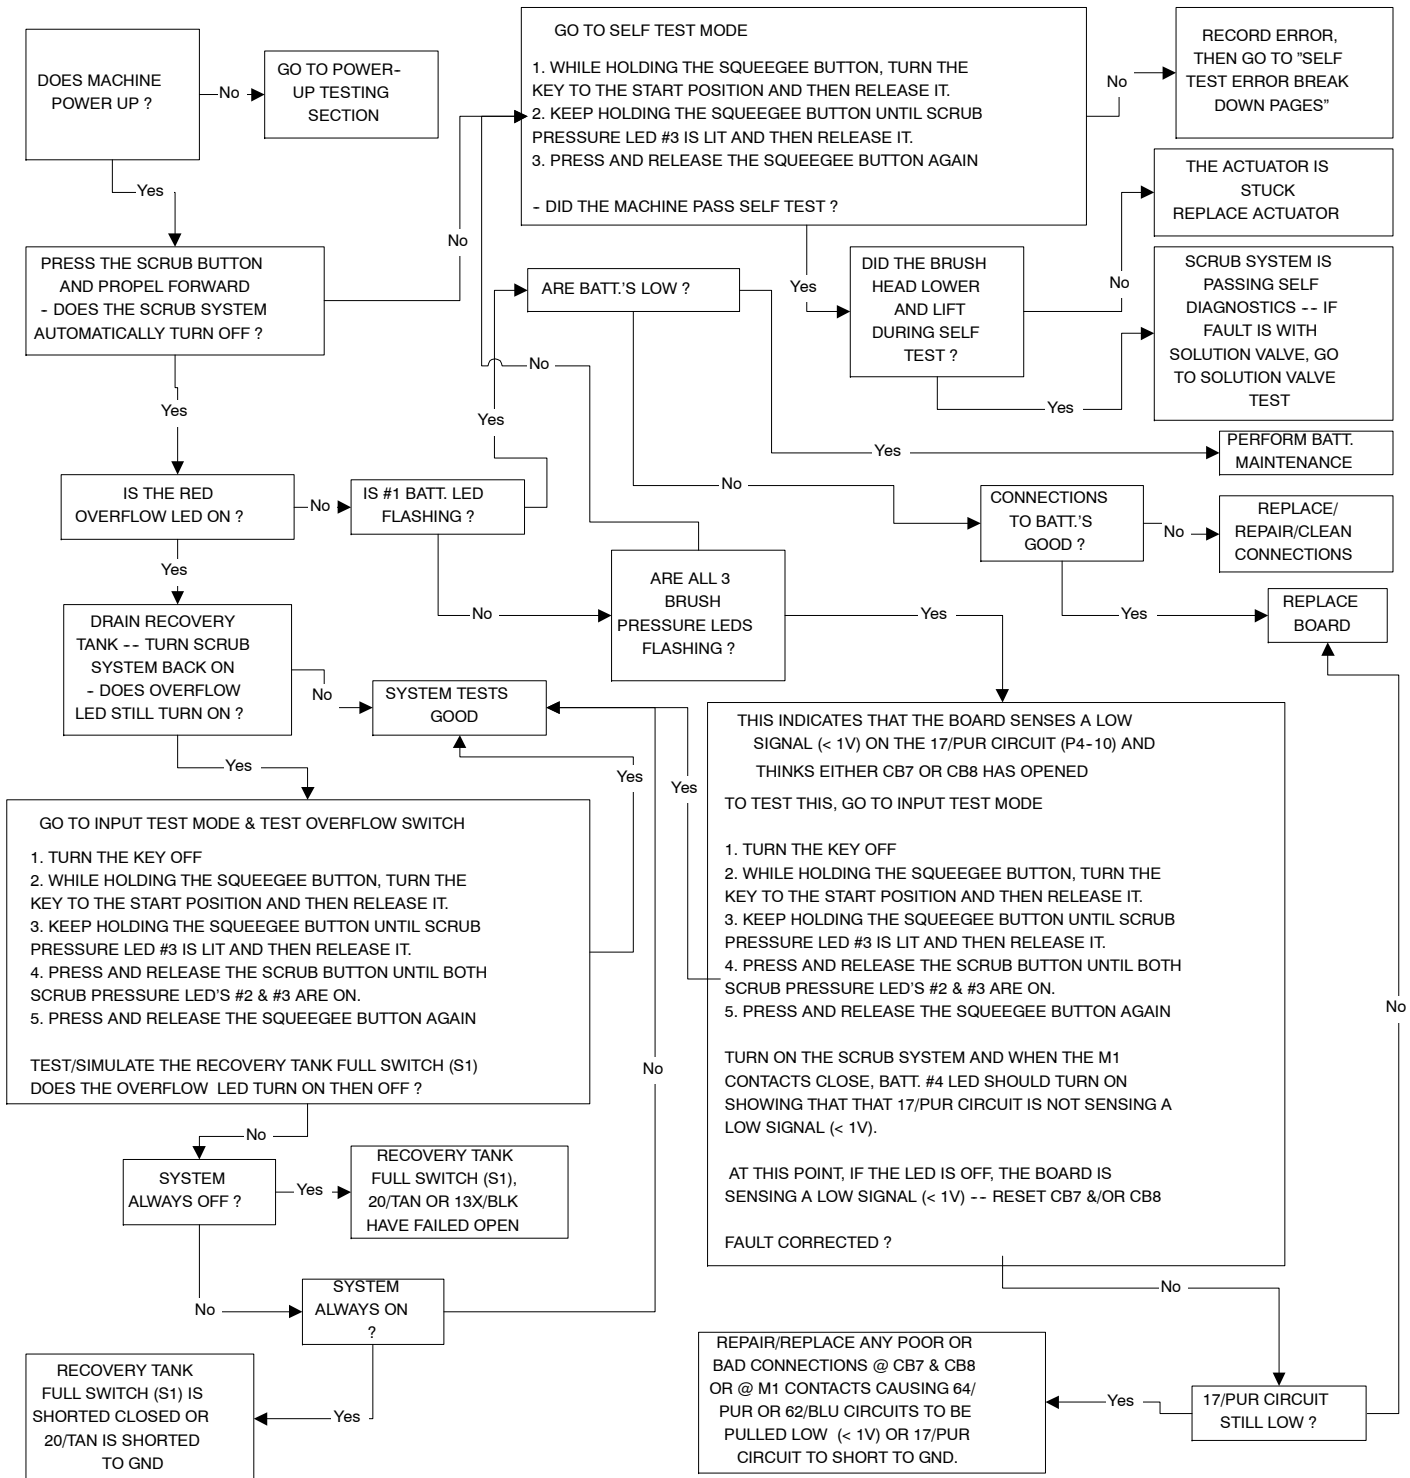 DOES MACHINE
POWER UP ?
No
GO TO POWER-
UP TESTING
SECTION
Yes
GO TO SELF TEST MODE
1. WHILE HOLDING THE SQUEEGEE BUTTON, TURN THE
KEY TO THE START POSITION AND THEN RELEASE IT.
2. KEEP HOLDING THE SQUEEGEE BUTTON UNTIL SCRUB
PRESSURE LED #3 IS LIT AND THEN RELEASE IT.
3. PRESS AND RELEASE THE SQUEEGEE BUTTON AGAIN
- DID THE MACHINE PASS SELF TEST ?
No
RECORD ERROR,
THEN GO TO "SELF
TEST ERROR BREAK
DOWN PAGES"
THE ACTUATOR IS
STUCK
REPLACE ACTUATOR
No
PRESS THE SCRUB BUTTON
AND PROPEL FORWARD
- DOES THE SCRUB SYSTEM
AUTOMATICALLY TURN OFF ?
No
ARE BATT.'S LOW ?
Yes
DID THE BRUSH
HEAD LOWER
AND LIFT
DURING SELF
TEST ?
SCRUB SYSTEM IS
PASSING SELF
DIAGNOSTICS -- IF
FAULT IS WITH
SOLUTION VALVE, GO
TO SOLUTION VALVE
TEST
Yes
Yes
No
Yes
Yes
PERFORM BATT.
MAINTENANCE
IS THE RED
OVERFLOW LED ON ?
No
IS #1 BATT. LED
FLASHING ?
No
CONNECTIONS
TO BATT.'S
GOOD ?
No
REPLACE/
REPAIR/CLEAN
CONNECTIONS
Yes
No
ARE ALL 3
BRUSH
PRESSURE LEDS
FLASHING ?
Yes
Yes
REPLACE
BOARD
DRAIN RECOVERY
TANK -- TURN SCRUB
SYSTEM BACK ON
- DOES OVERFLOW
LED STILL TURN ON ?
No
SYSTEM TESTS
GOOD
Yes
Yes
Yes
THIS INDICATES THAT THE BOARD SENSES A LOW
SIGNAL (< 1V) ON THE 17/PUR CIRCUIT (P4-10) AND
THINKS EITHER CB7 OR CB8 HAS OPENED
TO TEST THIS, GO TO INPUT TEST MODE
1. TURN THE KEY OFF
2. WHILE HOLDING THE SQUEEGEE BUTTON, TURN THE
KEY TO THE START POSITION AND THEN RELEASE IT.
3. KEEP HOLDING THE SQUEEGEE BUTTON UNTIL SCRUB
PRESSURE LED #3 IS LIT AND THEN RELEASE IT.
4. PRESS AND RELEASE THE SCRUB BUTTON UNTIL BOTH
SCRUB PRESSURE LED'S #2 & #3 ARE ON.
5. PRESS AND RELEASE THE SQUEEGEE BUTTON AGAIN
TURN ON THE SCRUB SYSTEM AND WHEN THE M1
CONTACTS CLOSE, BATT. #4 LED SHOULD TURN ON
SHOWING THAT THAT 17/PUR CIRCUIT IS NOT SENSING A
LOW SIGNAL (< 1V).
AT THIS POINT, IF THE LED IS OFF, THE BOARD IS
SENSING A LOW SIGNAL (< 1V) -- RESET CB7 &/OR CB8
FAULT CORRECTED ?
No
GO TO INPUT TEST MODE & TEST OVERFLOW SWITCH
1. TURN THE KEY OFF
2. WHILE HOLDING THE SQUEEGEE BUTTON, TURN THE
KEY TO THE START POSITION AND THEN RELEASE IT.
3. KEEP HOLDING THE SQUEEGEE BUTTON UNTIL SCRUB
PRESSURE LED #3 IS LIT AND THEN RELEASE IT.
4. PRESS AND RELEASE THE SCRUB BUTTON UNTIL BOTH
SCRUB PRESSURE LED'S #2 & #3 ARE ON.
5. PRESS AND RELEASE THE SQUEEGEE BUTTON AGAIN
TEST/SIMULATE THE RECOVERY TANK FULL SWITCH (S1)
DOES THE OVERFLOW LED TURN ON THEN OFF ?
No
No
SYSTEM
ALWAYS OFF ?
Yes
RECOVERY TANK
FULL SWITCH (S1),
20/TAN OR 13X/BLK
HAVE FAILED OPEN
No
SYSTEM
ALWAYS ON
?
No
Yes
RECOVERY TANK
FULL SWITCH (S1) IS
SHORTED CLOSED OR
20/TAN IS SHORTED
TO GND
REPAIR/REPLACE ANY POOR OR
BAD CONNECTIONS @ CB7 & CB8
OR @ M1 CONTACTS CAUSING 64/
PUR OR 62/BLU CIRCUITS TO BE
PULLED LOW (< 1V) OR 17/PUR
CIRCUIT TO SHORT TO GND.
Yes
17/PUR CIRCUIT
STILL LOW ?